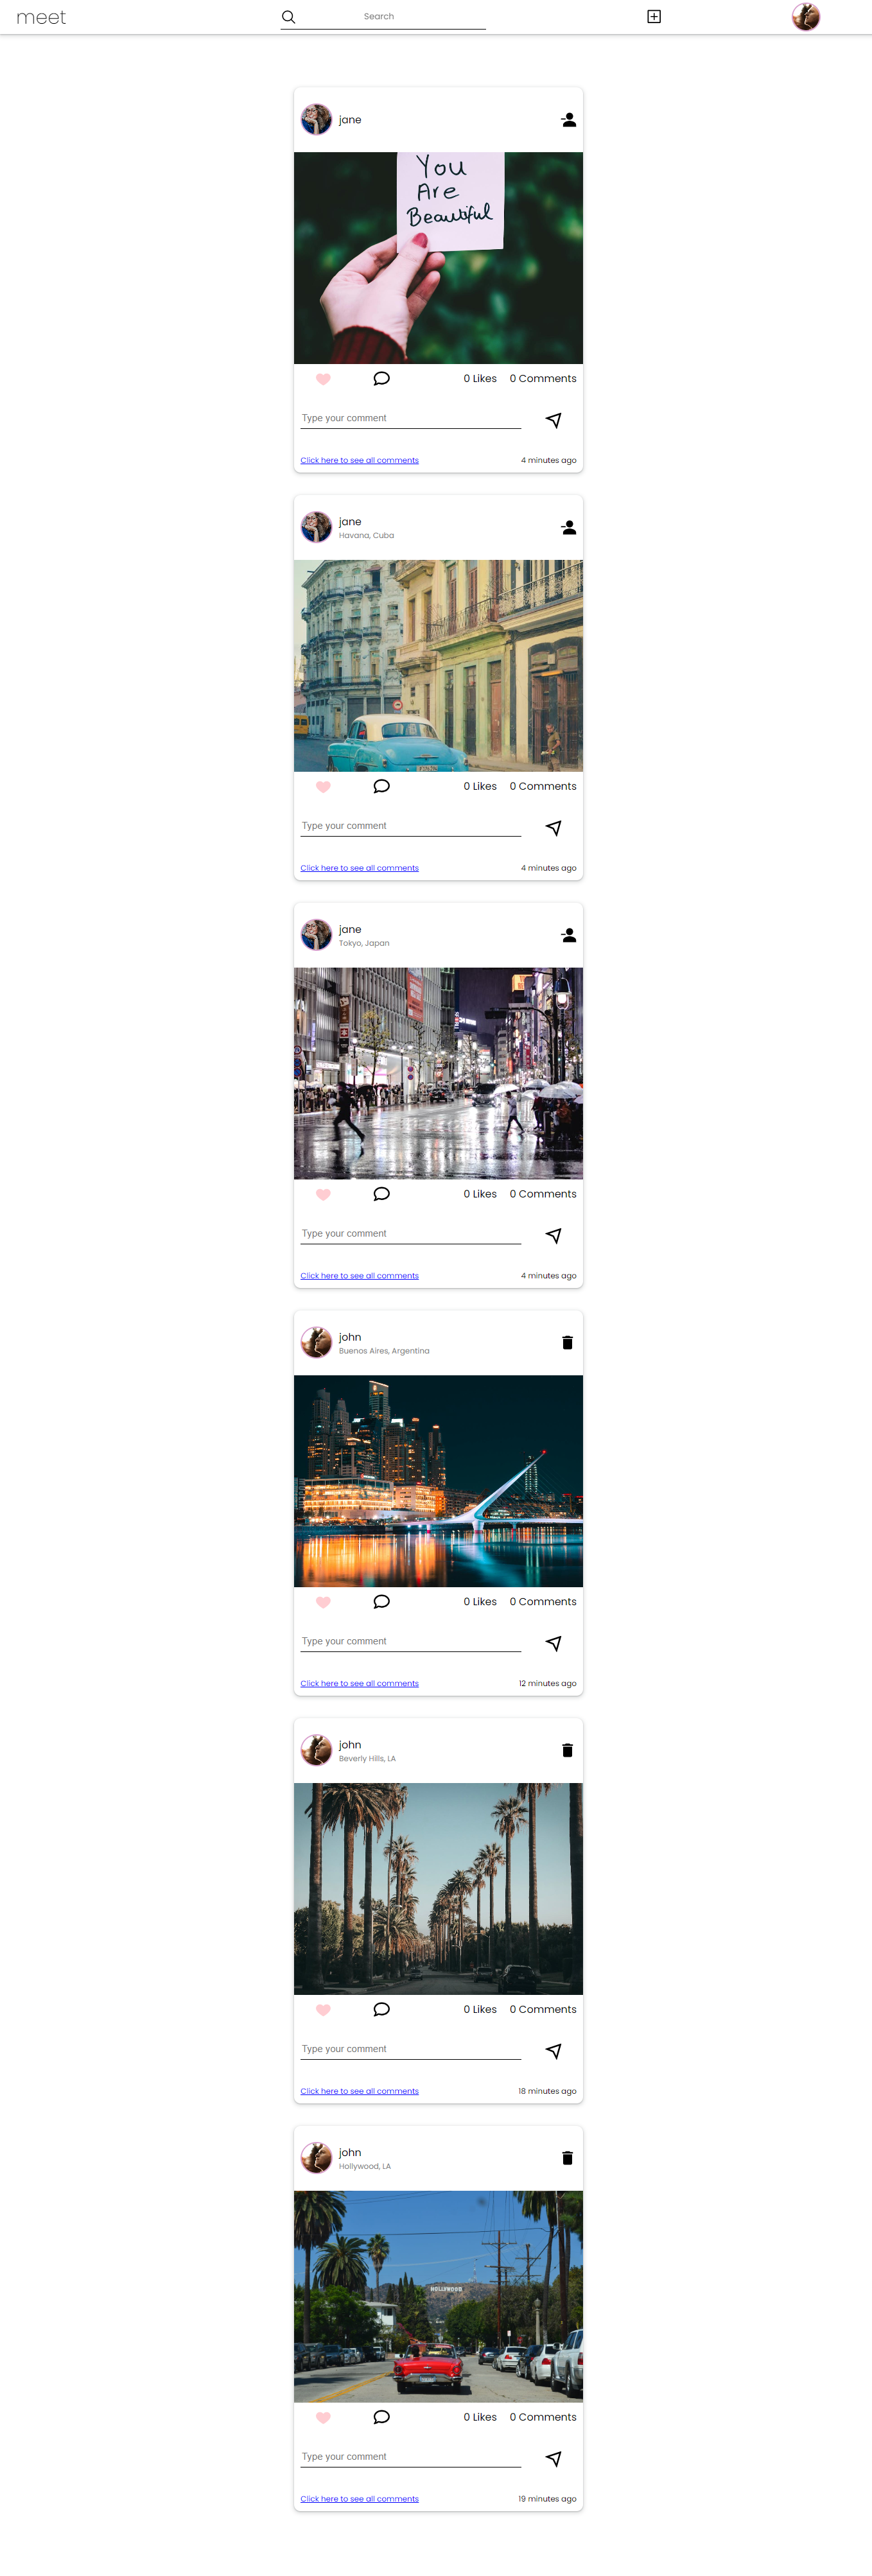 meet
Search
jane
You
Are
Beautiful
0 Likes 0 Comments
Type your comment
Click here to see all comments 4 minutes ago
jane
Havana, Cuba
0 Likes 0 Comments
Type your comment
Click here to see all comments 4 minutes ago
jane
Tokyo, Japan
0 Likes 0 Comments
Type your comment
Click here to see all comments 4 minutes ago
john
Buenos Aires, Argentina
0 Likes 0 Comments
Type your comment
Click here to see all comments 12 minutes ago
john
Beverly Hills, LA
0 Likes 0 Comments
Type your comment
Click here to see all comments 18 minutes ago
john
Hollywood, LA
HOLLYWOOD
0 Likes 0 Comments
Type your comment
Click here to see all comments 19 minutes ago